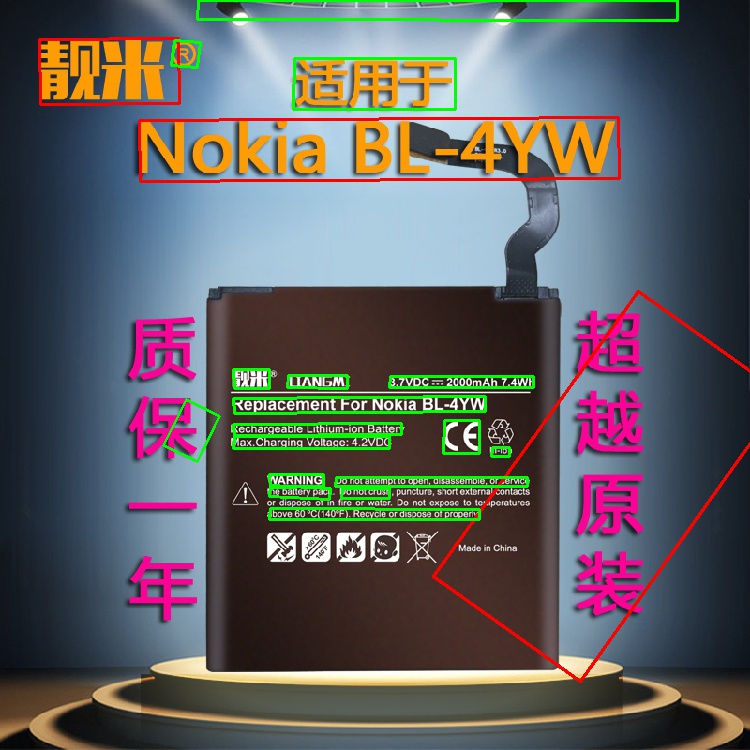 靓米®
适用于
Nokia BL-4YW
质保一年
超越原装
靓米® LIANGMI 3.7VDC 2000mAh 7.4Wh
Replacement For Nokia BL-4YW
Rechargeable Lithium-ion Battery
Max.Charging Voltage: 4.2VDC
CE
Li-ion
WARNING Do not attempt to open, disassemble, or service
the battery pack. Do not crush, puncture, short external contacts
or dispose of in fire or water. Do not expose to temperatures
above 60℃(140℉). Recycle or dispose of properly
Made in China